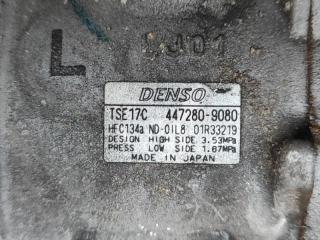 L
DENSO
TSE17C 447280-9080
HFC134a ND-OIL8 01R33219
DESIGN HIGH SIDE 3.53MPa
PRESS LOW SIDE 1.67MPa
MADE IN JAPAN